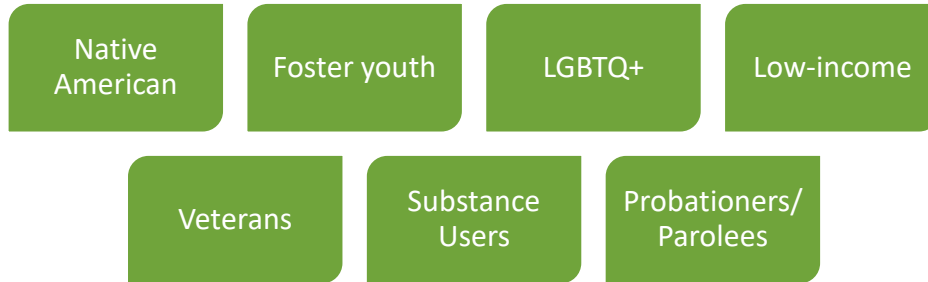 Native
American
Foster youth
LGBTQ+
Low-income
Veterans
Substance
Users
Probationers/
Parolees